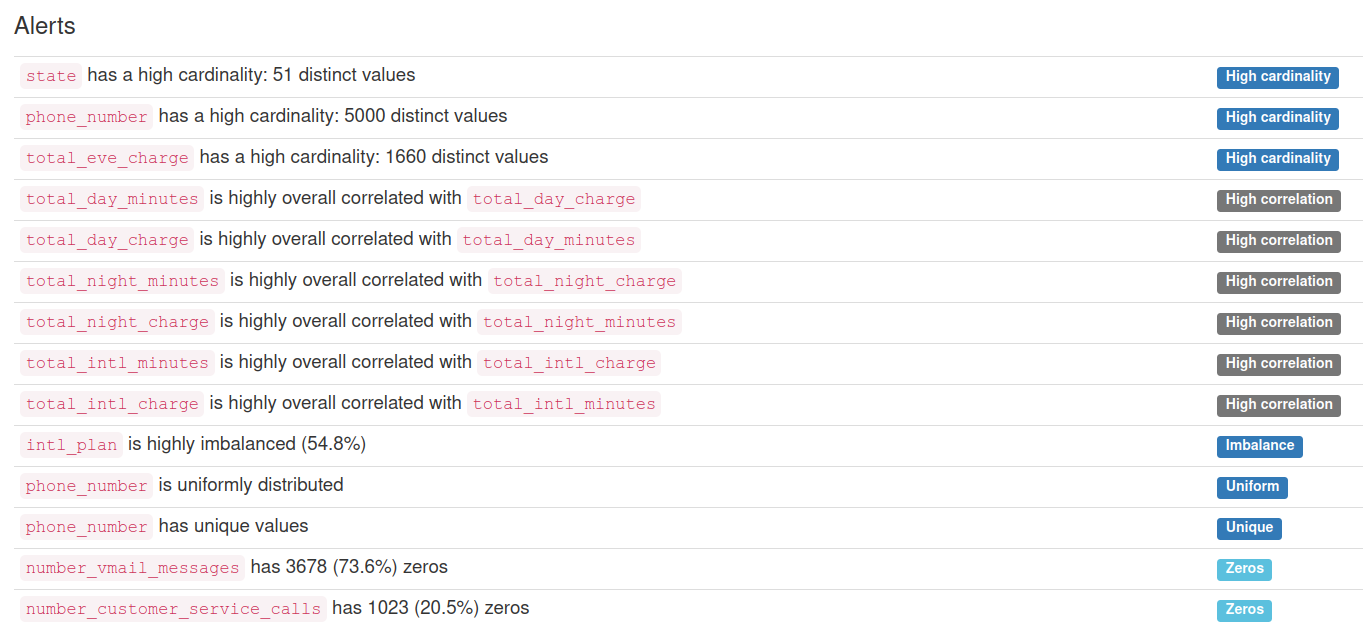 Alerts
state has a high cardinality: 51 distinct values High cardinality
phone_number has a high cardinality: 5000 distinct values High cardinality
total_eve_charge has a high cardinality: 1660 distinct values High cardinality
total_day_minutes is highly overall correlated with total_day_charge High correlation
total_day_charge is highly overall correlated with total_day_minutes High correlation
total_night_minutes is highly overall correlated with total_night_charge High correlation
total_night_charge is highly overall correlated with total_night_minutes High correlation
total_intl_minutes is highly overall correlated with total_intl_charge High correlation
total_intl_charge is highly overall correlated with total_intl_minutes High correlation
intl_plan is highly imbalanced (54.8%) Imbalance
phone_number is uniformly distributed Uniform
phone_number has unique values Unique
number_vmail_messages has 3678 (73.6%) zeros Zeros
number_customer_service_calls has 1023 (20.5%) zeros Zeros